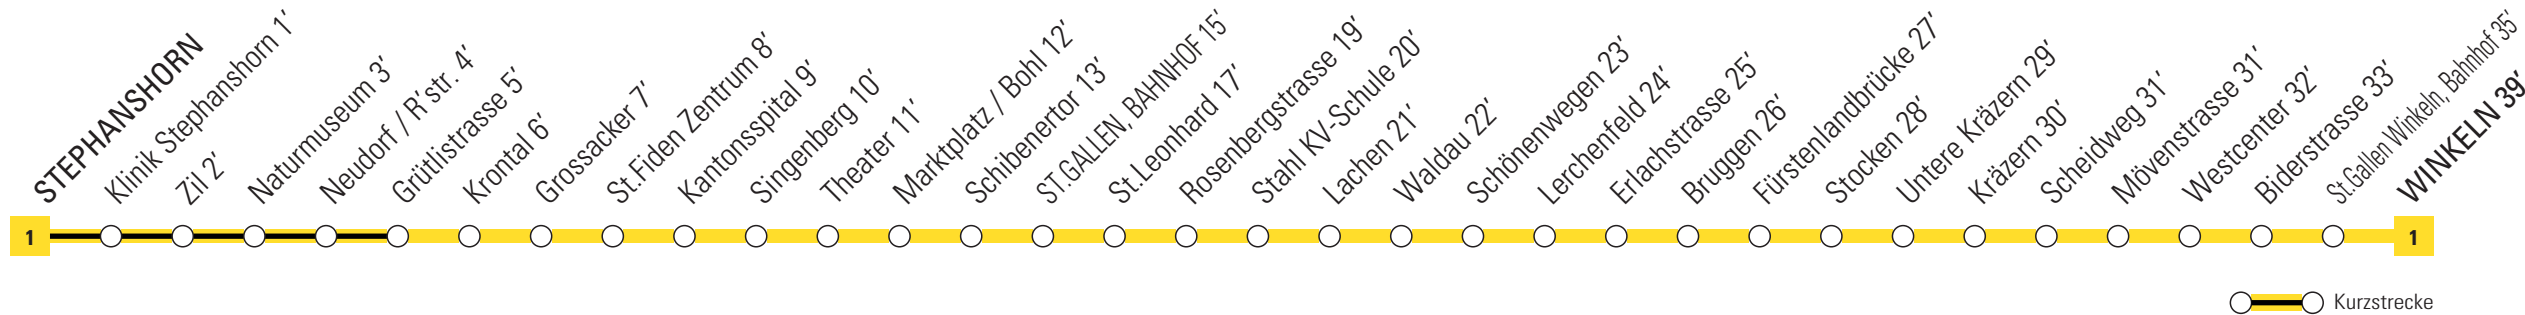 STEPHANSHORN
Klinik Stephanshorn 1'
Zil 2'
Naturmuseum 3'
Neudorf / R'str. 4'
Grütlistrasse 5'
Krontal 6'
Grossacker 7'
St.Fiden Zentrum 8'
Kantonsspital 9'
Singenberg 10'
Theater 11'
Marktplatz / Bohl 12'
Schibenertor 13'
ST.GALLEN, BAHNHOF 15'
St.Leonhard 17'
Rosenbergstrasse 19'
Stahl KV-Schule 20'
Lachen 21'
Waldau 22'
Schönenwegen 23'
Lerchenfeld 24'
Erlachstrasse 25'
Bruggen 26'
Fürstenlandbrücke 27'
Stocken 28'
Untere Kräzern 29'
Kräzern 30'
Scheidweg 31'
Mövenstrasse 31'
Westcenter 32'
Biderstrasse 33'
St.Gallen Winkeln, Bahnhof 35'
WINKELN 39'
1
1
Kurzstrecke